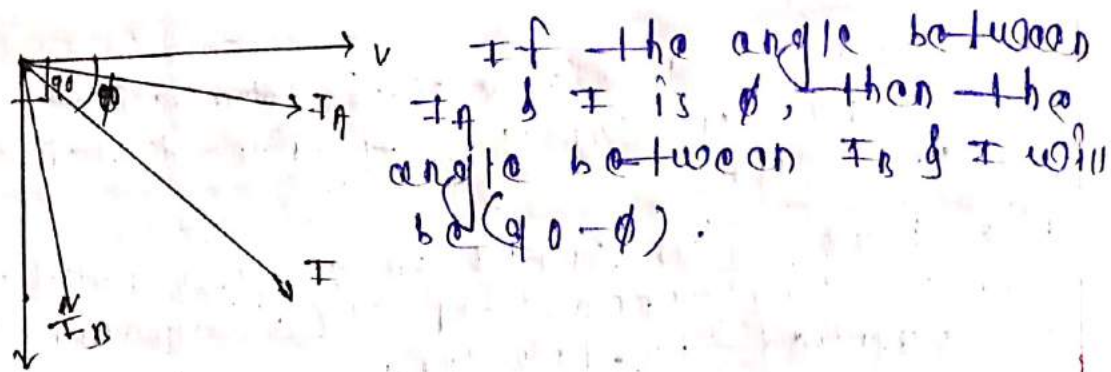 V
If the angle between
90 ϕ I_A & I is ϕ, then the
I_A
angle between I_B & I will
be (90 - ϕ).
I
I_B